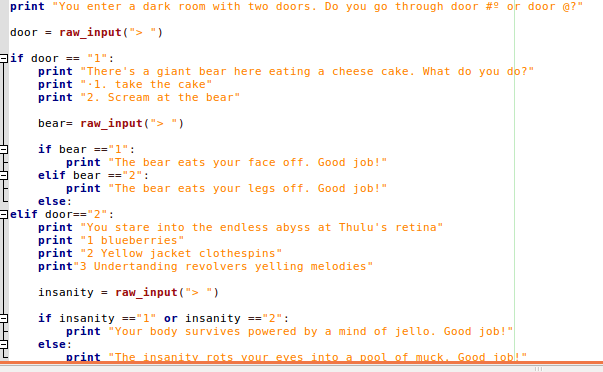 print "You enter a dark room with two doors. Do you go through door #º or door @?"
door = raw_input("> ")
if door == "1":
print "There's a giant bear here eating a cheese cake. What do you do?"
print "·1. take the cake"
print "2. Scream at the bear"
bear= raw_input("> ")
if bear =="1":
print "The bear eats your face off. Good job!"
elif bear =="2":
print "The bear eats your legs off. Good job!"
else:
elif door=="2":
print "You stare into the endless abyss at Thulu's retina"
print "1 blueberries"
print "2 Yellow jacket clothespins"
print"3 Undertanding revolvers yelling melodies"
insanity = raw_input("> ")
if insanity =="1" or insanity =="2":
print "Your body survives powered by a mind of jello. Good job!"
else:
print "The insanity rots your eyes into a pool of muck. Good job!"